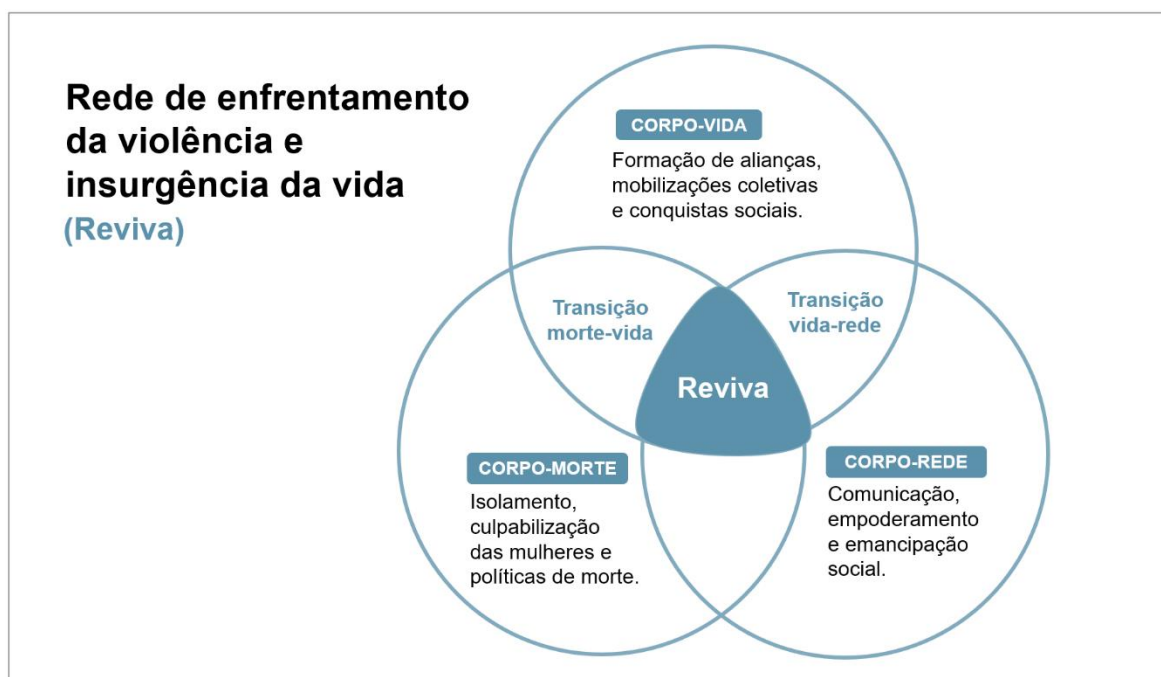 Rede de enfrentamento
da violência e
insurgência da vida
(Reviva)
CORPO-VIDA
Formação de alianças,
mobilizações coletivas
e conquistas sociais.
Transição
morte-vida
Transição
vida-rede
Reviva
CORPO-MORTE
Isolamento,
culpabilização
das mulheres e
políticas de morte.
CORPO-REDE
Comunicação,
empoderamento
e emancipação
social.